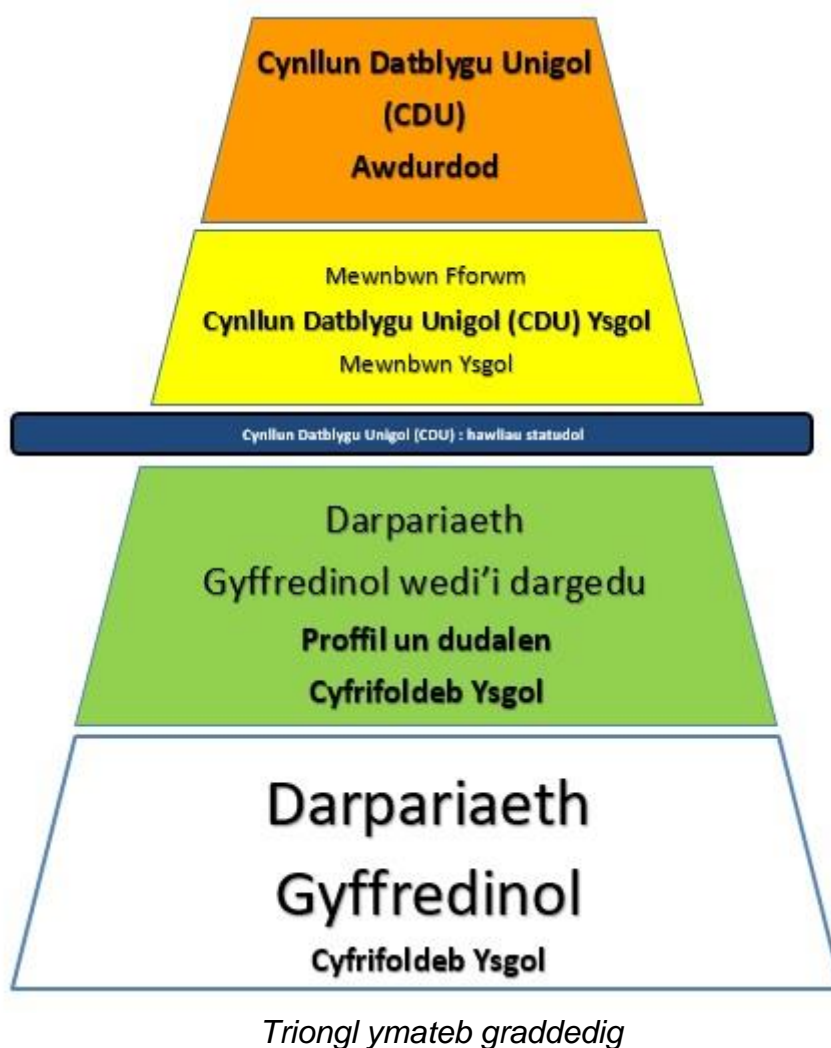 Cynllun Datblygu Unigol
(CDU)
Awdurdod
Mewnbwn Fforwm
Cynllun Datblygu Unigol (CDU) Ysgol
Mewnbwn Ysgol
Cynllun Datblygu Unigol (CDU) : hawliau statudol
Darpariaeth
Gyffredinol wedi'i dargedu
Proffil un dudalen
Cyfrifoldeb Ysgol
Darpariaeth
Gyffredinol
Cyfrifoldeb Ysgol
Triongl ymateb graddedig